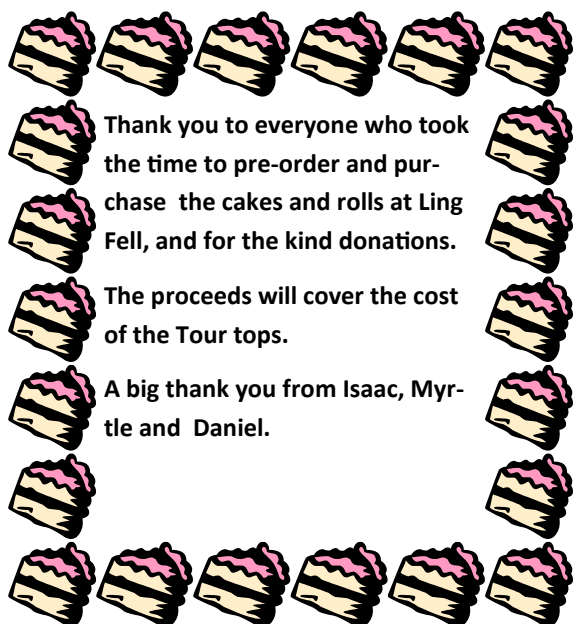 Thank you to everyone who took
the time to pre-order and pur-
chase  the cakes and rolls at Ling
Fell, and for the kind donations.
The proceeds will cover the cost
of the Tour tops.
A big thank you from Isaac, Myr-
tle and  Daniel.